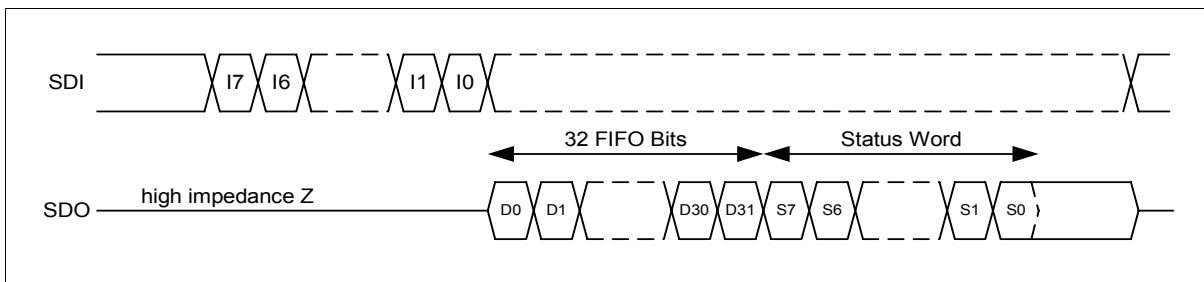 SDI I7 I6 I1 I0
32 FIFO Bits Status Word
high impedance Z
SDO D0 D1 D30 D31 S7 S6 S1 S0